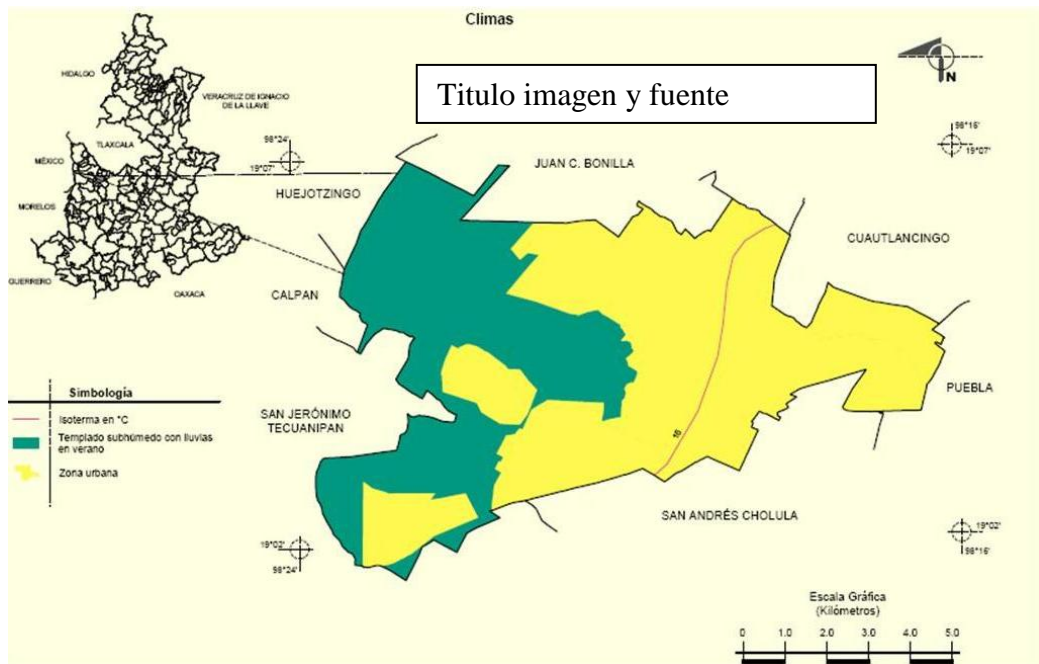 Climas
Titulo imagen y fuente
N
HIDALGO
VERACRUZ DE IGNACIO
DE LA LLAVE
TLAXCALA
MÉXICO
MORELOS
GUERRERO
OAXACA
98°24'
19°07'
98°16'
19°07'
HUEJOTZINGO
JUAN C. BONILLA
CUAUTLANCINGO
CALPAN
PUEBLA
SAN JERÓNIMO
TECUANIPAN
SAN ANDRÉS CHOLULA
16
Simbología
Isoterma en °C
Templado subhúmedo con lluvias
en verano
Zona urbana
19°02'
98°24'
19°02'
98°16'
Escala Gráfica
(Kilómetros)
0 1.0 2.0 3.0 4.0 5.0